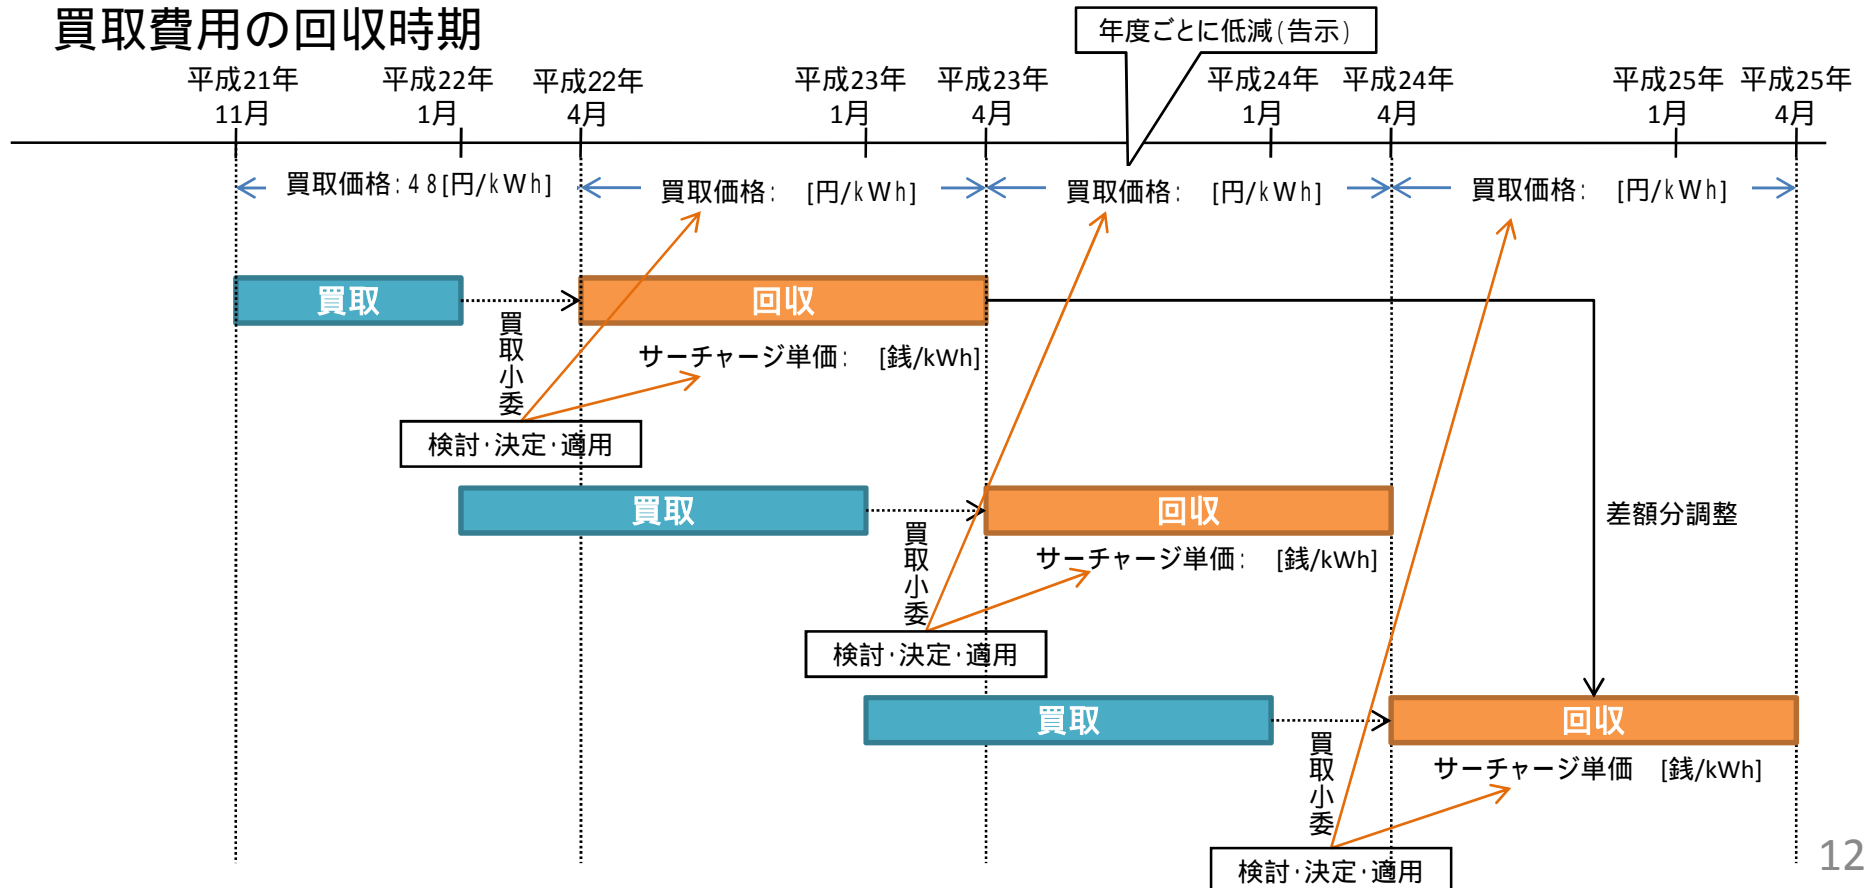 買取費用の回収時期
年度ごとに低減(告示)
平成21年
11月
平成22年
1月
平成22年
4月
平成23年
1月
平成23年
4月
平成24年
1月
平成24年
4月
平成25年
1月
平成25年
4月
買取価格:48[円/kWh]
買取価格: [円/kWh]
買取価格: [円/kWh]
買取価格: [円/kWh]
買取
回収
買取小委
サーチャージ単価: [銭/kWh]
検討・決定・適用
買取
回収
差額分調整
買取小委
サーチャージ単価: [銭/kWh]
検討・決定・適用
買取
回収
買取小委
サーチャージ単価 [銭/kWh]
検討・決定・適用
12